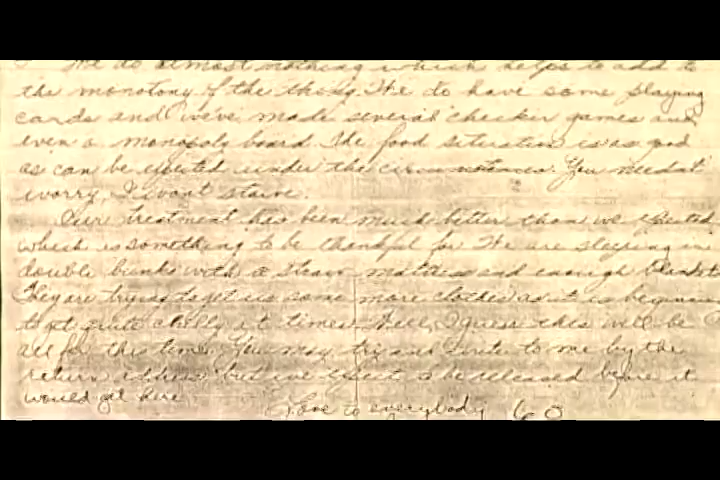 We do almost nothing which helps to add to
the monotony of the thing. We do have some playing
cards and we've made several checker games and
even a monopoly board. The food situation is as good
as can be expected under the circumstances. You needn't
worry, I won't starve.
Our treatment has been much better than we expected
which is something to be thankful for. We are sleeping in
double bunks with a straw mattress and enough blankets
They are trying to get us some more clothes as it is beginning
to get quite chilly at times. Well, I guess this will be
all for this time. You may try and write to me by the
return address but we expect to be released before it
would get here
Love to everybody